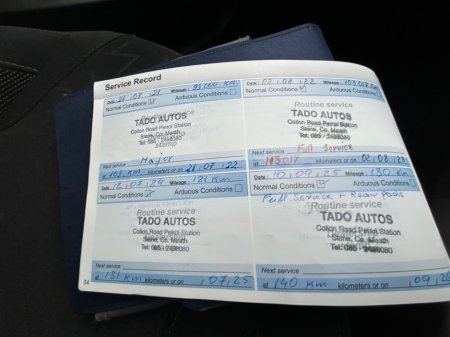 Service Record
Date: 21.07.21 Mileage: 93 000 Km
Normal Conditions Arduous Conditions
TADO AUTOS
Collon Road Petrol Station
Slane, Co. Meath
stamp
Next service Major
at 103 km kilometers or on 21.07.22
Date: 02.08.22 Mileage: 103 017 Km
Normal Conditions Arduous Conditions
Routine service
TADO AUTOS
Collon Road Petrol Station
Slane, Co. Meath
Next service Full Service
kilometers or on
Date: 12.07.24 Mileage: 121 Km
Normal Conditions Arduous Conditions
Routine service
TADO AUTOS
Collon Road Petrol Station
Slane, Co. Meath
Next service
at 131 km kilometers or on .07.25
Date: 10.09.25 Mileage: 130 Km
Normal Conditions Arduous Conditions
Full Service + Rear
Routine service
TADO AUTOS
Collon Road Petrol Station
Slane, Co. Meath
Next service
at 140 km kilometers or on .09